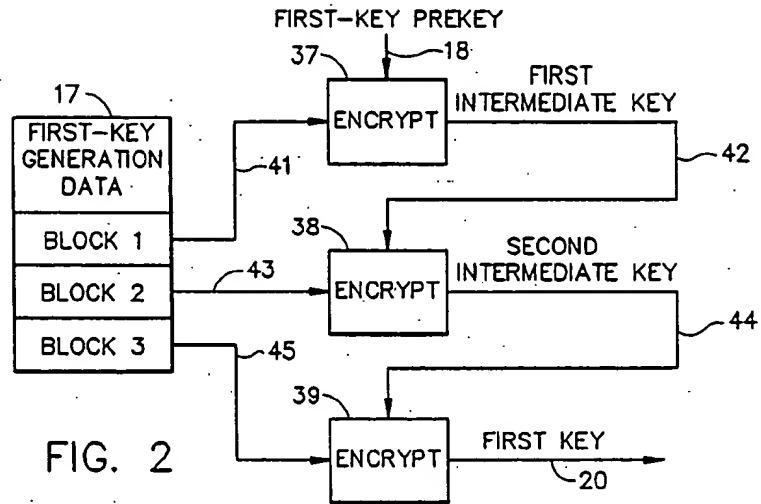 FIRST-KEY PREKEY
18
37
FIRST
INTERMEDIATE KEY
17
ENCRYPT
FIRST-KEY
GENERATION
DATA
41
42
BLOCK 1
38
SECOND
INTERMEDIATE KEY
43
BLOCK 2
ENCRYPT
44
BLOCK 3
45
39
FIRST KEY
ENCRYPT
20
FIG. 2